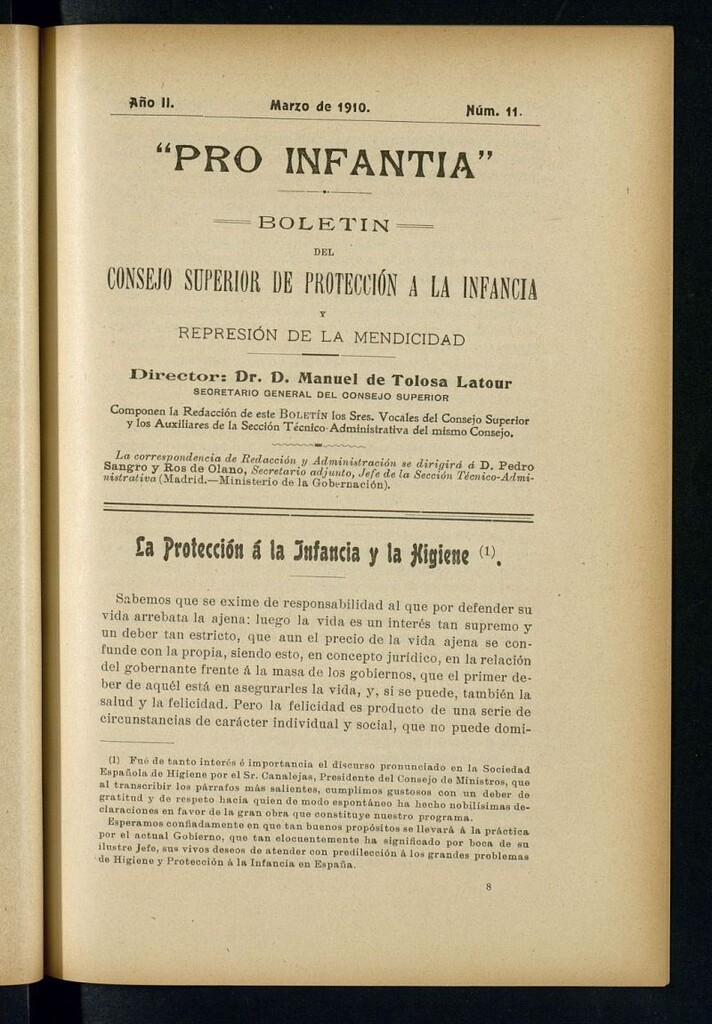 Año II.
Marzo de 1910.
Núm. 11.
"PRO INFANTIA"
BOLETIN
DEL
CONSEJO SUPERIOR DE PROTECCIÓN A LA INFANCIA
Y
REPRESIÓN DE LA MENDICIDAD
Director: Dr. D. Manuel de Tolosa Latour
SECRETARIO GENERAL DEL CONSEJO SUPERIOR
Componen la Redacción de este BOLETÍN los Sres. Vocales del Consejo Superior
y los Auxiliares de la Sección Técnico-Administrativa del mismo Consejo.
La correspondencia de Redacción y Administración se dirigirá á D. Pedro
Sangro y Ros de Olano, Secretario adjunto, Jefe de la Sección Técnico-Admi-
nistrativa (Madrid.—Ministerio de la Gobernación).
La Protección á la Infancia y la Higiene (1).
Sabemos que se exime de responsabilidad al que por defender su
vida arrebata la ajena: luego la vida es un interés tan supremo y
un deber tan estricto, que aun el precio de la vida ajena se con-
funde con la propia, siendo esto, en concepto jurídico, en la relación
del gobernante frente á la masa de los gobiernos, que el primer de-
ber de aquél está en asegurarles la vida, y, si se puede, también la
salud y la felicidad. Pero la felicidad es producto de una serie de
circunstancias de carácter individual y social, que no puede domi-
(1) Fué de tanto interés é importancia el discurso pronunciado en la Sociedad
Española de Higiene por el Sr. Canalejas, Presidente del Consejo de Ministros, que
al transcribir los párrafos más salientes, cumplimos gustosos con un deber de
gratitud y de respeto hacia quien de modo espontáneo ha hecho nobilísimas de-
claraciones en favor de la gran obra que constituye nuestro programa.
Esperamos confiadamente en que tan buenos propósitos se llevará á la práctica
por el actual Gobierno, que tan elocuentemente ha significado por boca de su
ilustre Jefe, sus vivos deseos de atender con predilección á los grandes problemas
de Higiene y Protección á la Infancia en España.
8